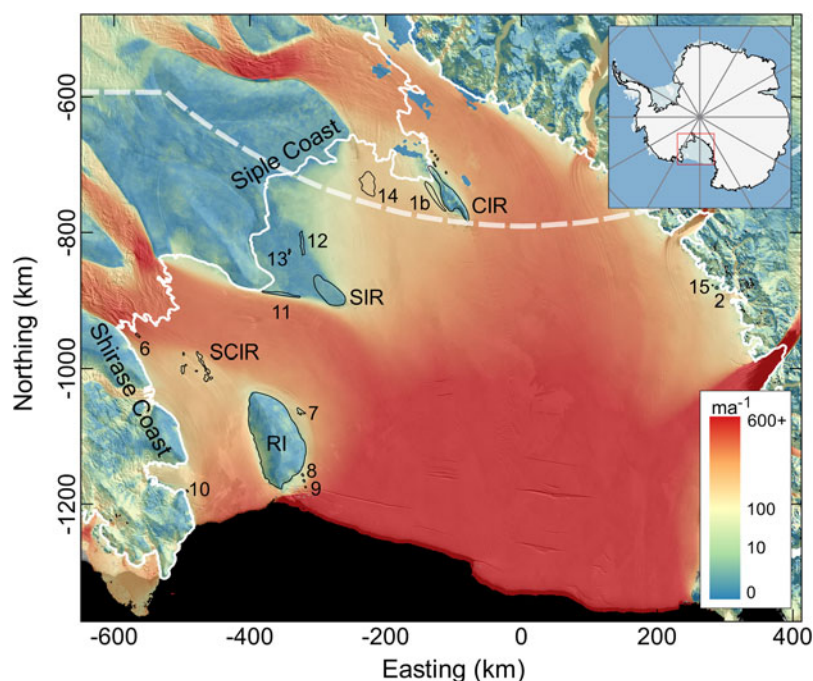 Northing (km)
-600
-800
-1000
-1200
-600
-400
-200
0
200
400
Easting (km)
Siple Coast
Shirase Coast
14
1b
CIR
12
13'
SIR
11
15
2
6
SCIR
7
RI
8
9
10
ma⁻¹
600+
100
10
0